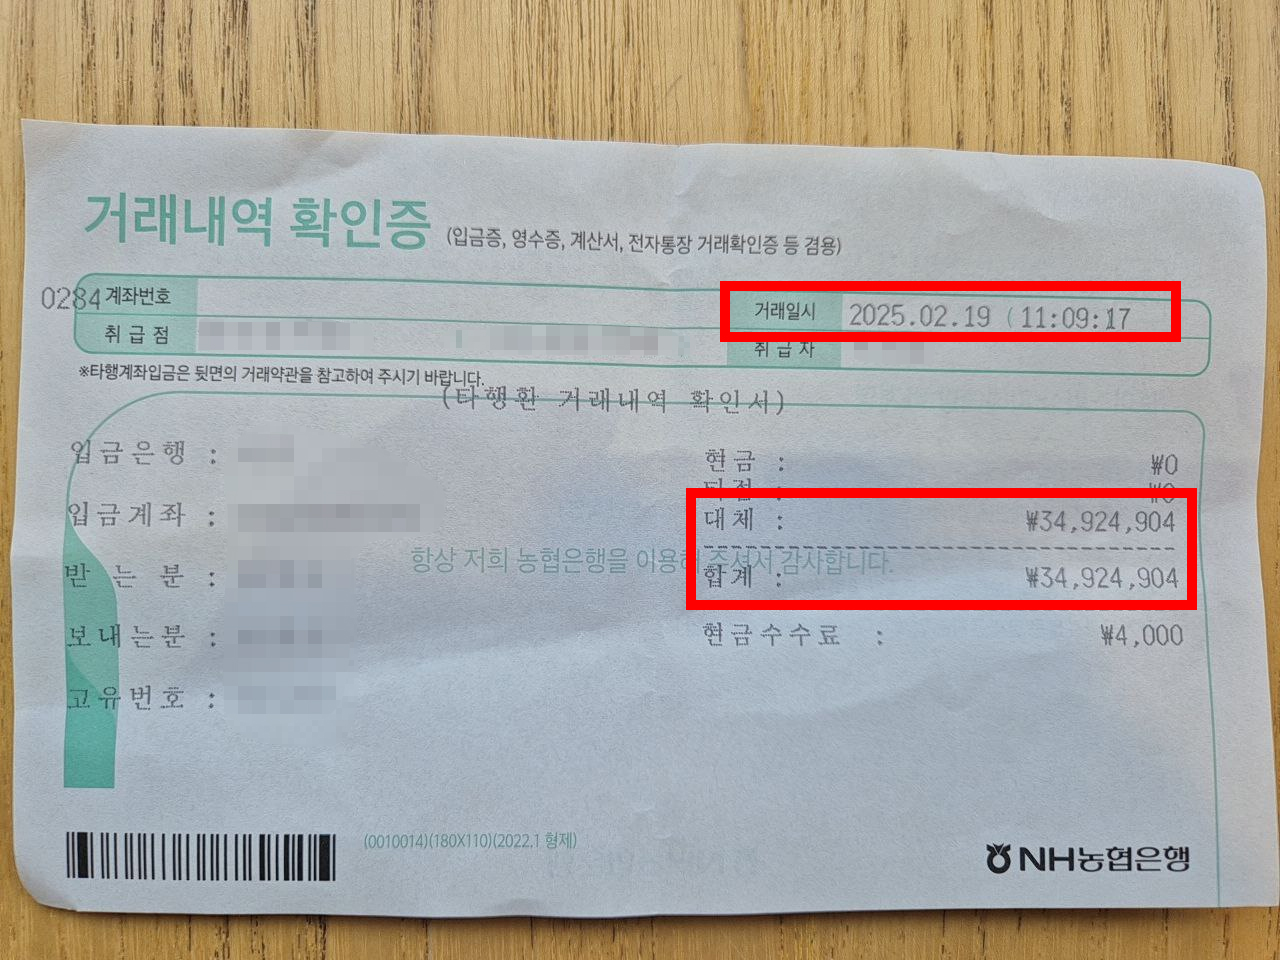 거래내역 확인증 (입금증, 영수증, 계산서, 전자통장 거래확인증 등 겸용)
0284 계좌번호
거래일시 2025.02.19 (11:09:17
취 급 점
취 급 자
※타행계좌입금은 뒷면의 거래약관을 참고하여 주시기 바랍니다.
(타행환 거래내역 확인서)
입금은행 :
현금 : ₩0
입금계좌 :
₩0
대체 : ₩34,924,904
항상 저희 농협은행을 이용해 주셔서 감사합니다.
받 는 분 :
합계 : ₩34,924,904
보내는분 :
현금수수료 : ₩4,000
고유번호 :
(0010014)(180X110)(2022.1 형제)
NH농협은행